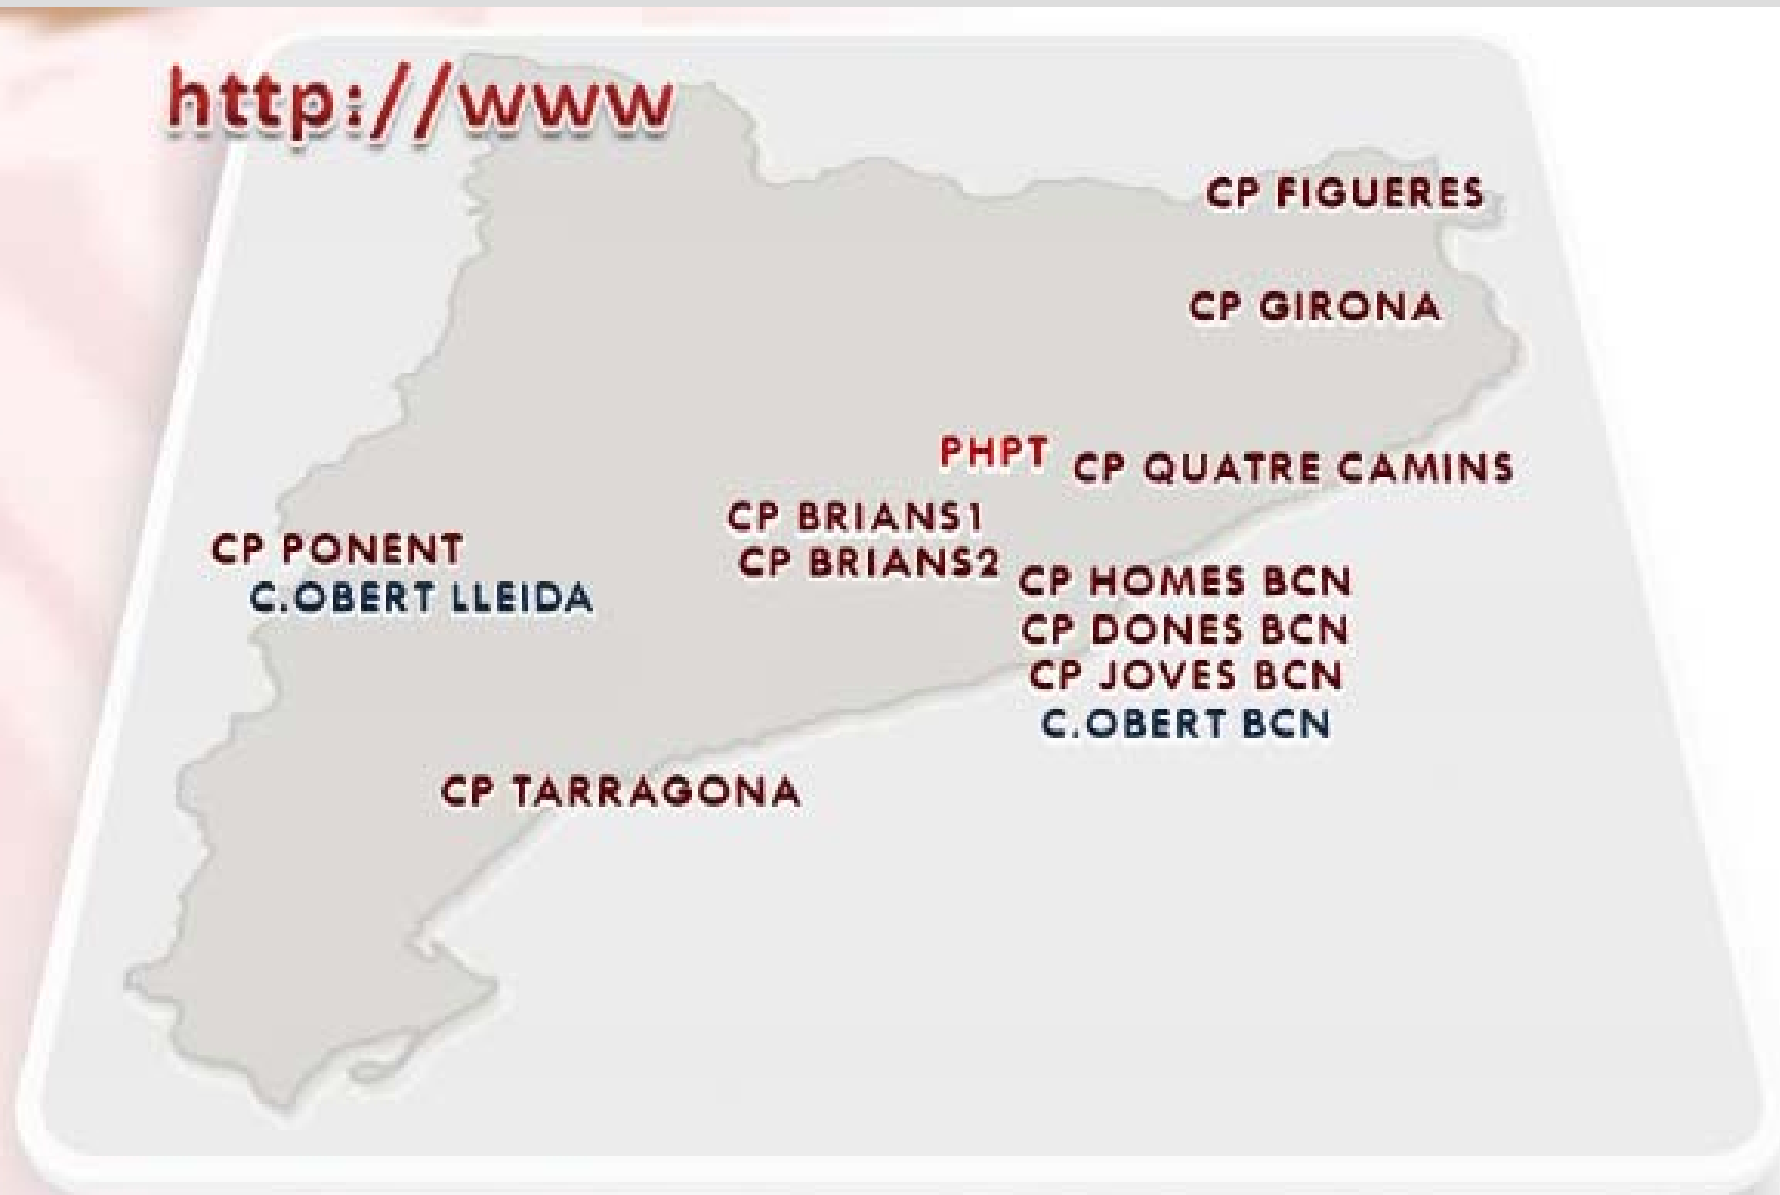 http://www
CP FIGUERES
CP GIRONA
PHPT
CP QUATRE CAMINS
CP BRIANS1
CP BRIANS2
CP PONENT
C.OBERT LLEIDA
CP HOMES BCN
CP DONES BCN
CP JOVES BCN
C.OBERT BCN
CP TARRAGONA